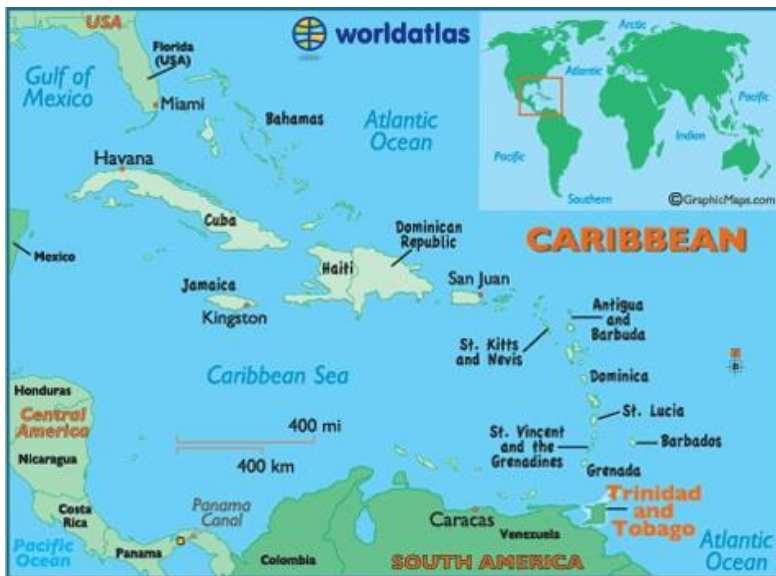 USA
worldatlas
Florida
(USA)
Gulf of
Mexico
Miami
Bahamas
Atlantic
Ocean
Arctic
Atlantic
Pacific
Indian
Pacific
Southern
©GraphicMaps.com
Havana
Cuba
Mexico
Dominican
Republic
Haiti
CARIBBEAN
Jamaica
Kingston
San Juan
Antigua
and
Barbuda
St. Kitts
and Nevis
Caribbean Sea
Dominica
Honduras
Central
America
400 mi
400 km
St. Lucia
St. Vincent
and the
Grenadines
Barbados
Nicaragua
Grenada
Trinidad
and
Tobago
Costa
Rica
Panama
Canal
Caracas
Venezuela
Pacific
Ocean
Panama
Colombia
SOUTH AMERICA
Atlantic
Ocean